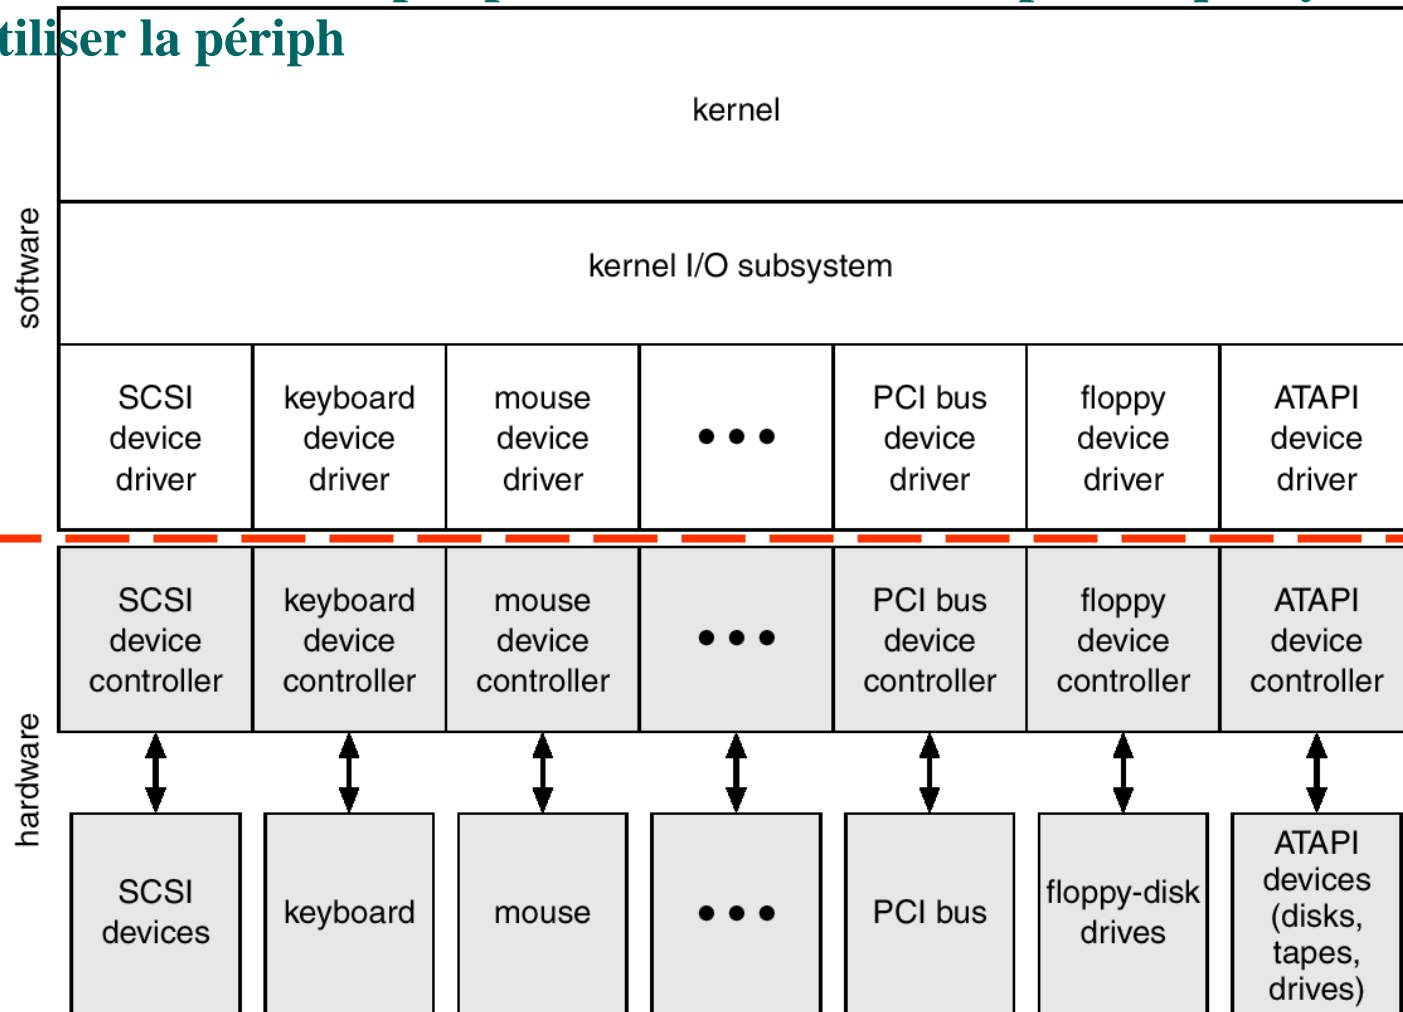 tiliser la périph
kernel
software
kernel I/O subsystem
SCSI
device
driver
keyboard
device
driver
mouse
device
driver
PCI bus
device
driver
floppy
device
driver
ATAPI
device
driver
SCSI
device
controller
keyboard
device
controller
mouse
device
controller
PCI bus
device
controller
floppy
device
controller
ATAPI
device
controller
hardware
SCSI
devices
keyboard
mouse
PCI bus
floppy-disk
drives
ATAPI
devices
(disks,
tapes,
drives)